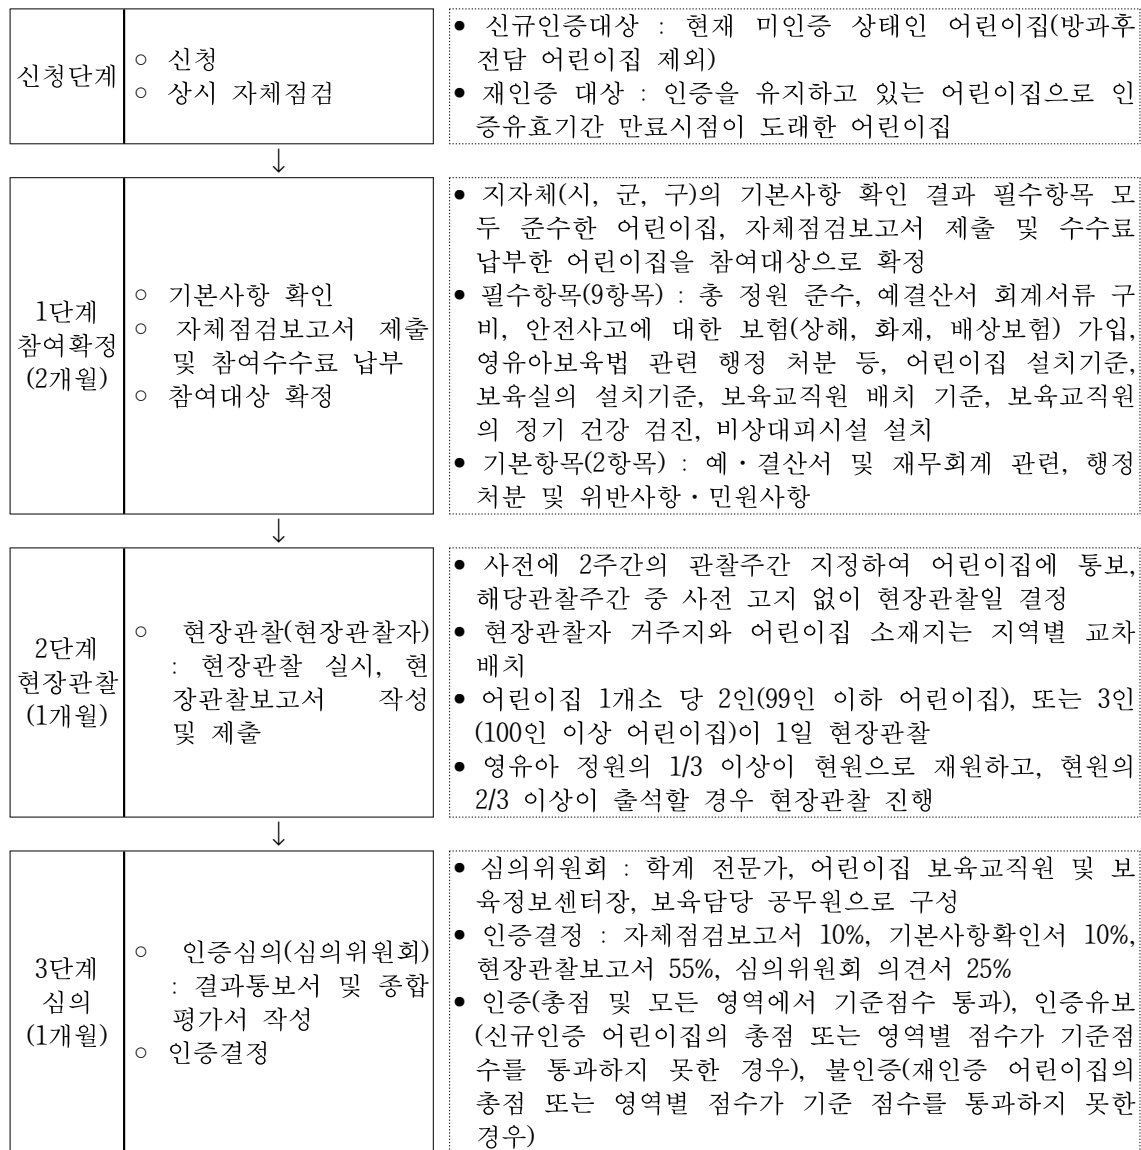 신청단계
○ 신청
○ 상시 자체점검
● 신규인증대상 : 현재 미인증 상태인 어린이집(방과후
전담 어린이집 제외)
● 재인증 대상 : 인증을 유지하고 있는 어린이집으로 인
증유효기간 만료시점이 도래한 어린이집
↓
1단계
참여확정
(2개월)
○ 기본사항 확인
○ 자체점검보고서 제출
및 참여수수료 납부
○ 참여대상 확정
● 지자체(시, 군, 구)의 기본사항 확인 결과 필수항목 모
두 준수한 어린이집, 자체점검보고서 제출 및 수수료
납부한 어린이집을 참여대상으로 확정
● 필수항목(9항목) : 총 정원 준수, 예결산서 회계서류 구
비, 안전사고에 대한 보험(상해, 화재, 배상보험) 가입,
영유아보육법 관련 행정 처분 등, 어린이집 설치기준,
보육실의 설치기준, 보육교직원 배치 기준, 보육교직원
의 정기 건강 검진, 비상대피시설 설치
● 기본항목(2항목) : 예·결산서 및 재무회계 관련, 행정
처분 및 위반사항·민원사항
↓
2단계
현장관찰
(1개월)
○ 현장관찰(현장관찰자)
: 현장관찰 실시, 현
장관찰보고서 작성
및 제출
● 사전에 2주간의 관찰주간 지정하여 어린이집에 통보,
해당관찰주간 중 사전 고지 없이 현장관찰일 결정
● 현장관찰자 거주지와 어린이집 소재지는 지역별 교차
배치
● 어린이집 1개소 당 2인(99인 이하 어린이집), 또는 3인
(100인 이상 어린이집)이 1일 현장관찰
● 영유아 정원의 1/3 이상이 현원으로 재원하고, 현원의
2/3 이상이 출석할 경우 현장관찰 진행
↓
3단계
심의
(1개월)
○ 인증심의(심의위원회)
: 결과통보서 및 종합
평가서 작성
○ 인증결정
● 심의위원회 : 학계 전문가, 어린이집 보육교직원 및 보
육정보센터장, 보육담당 공무원으로 구성
● 인증결정 : 자체점검보고서 10%, 기본사항확인서 10%,
현장관찰보고서 55%, 심의위원회 의견서 25%
● 인증(총점 및 모든 영역에서 기준점수 통과), 인증유보
(신규인증 어린이집의 총점 또는 영역별 점수가 기준점
수를 통과하지 못한 경우), 불인증(재인증 어린이집의
총점 또는 영역별 점수가 기준 점수를 통과하지 못한
경우)